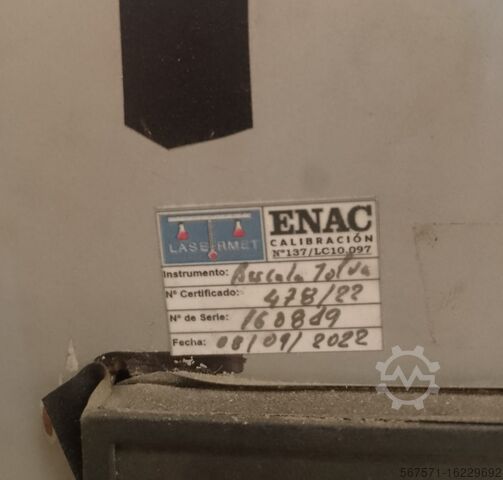 LASERMET
ENAC
CALIBRACIÓN
Nº137/LC10.097
Instrumento: Bascula Tolva
Nº Certificado: 478/22
Nº de Serie: 160819
Fecha: 08/09/2022
567571-16229692